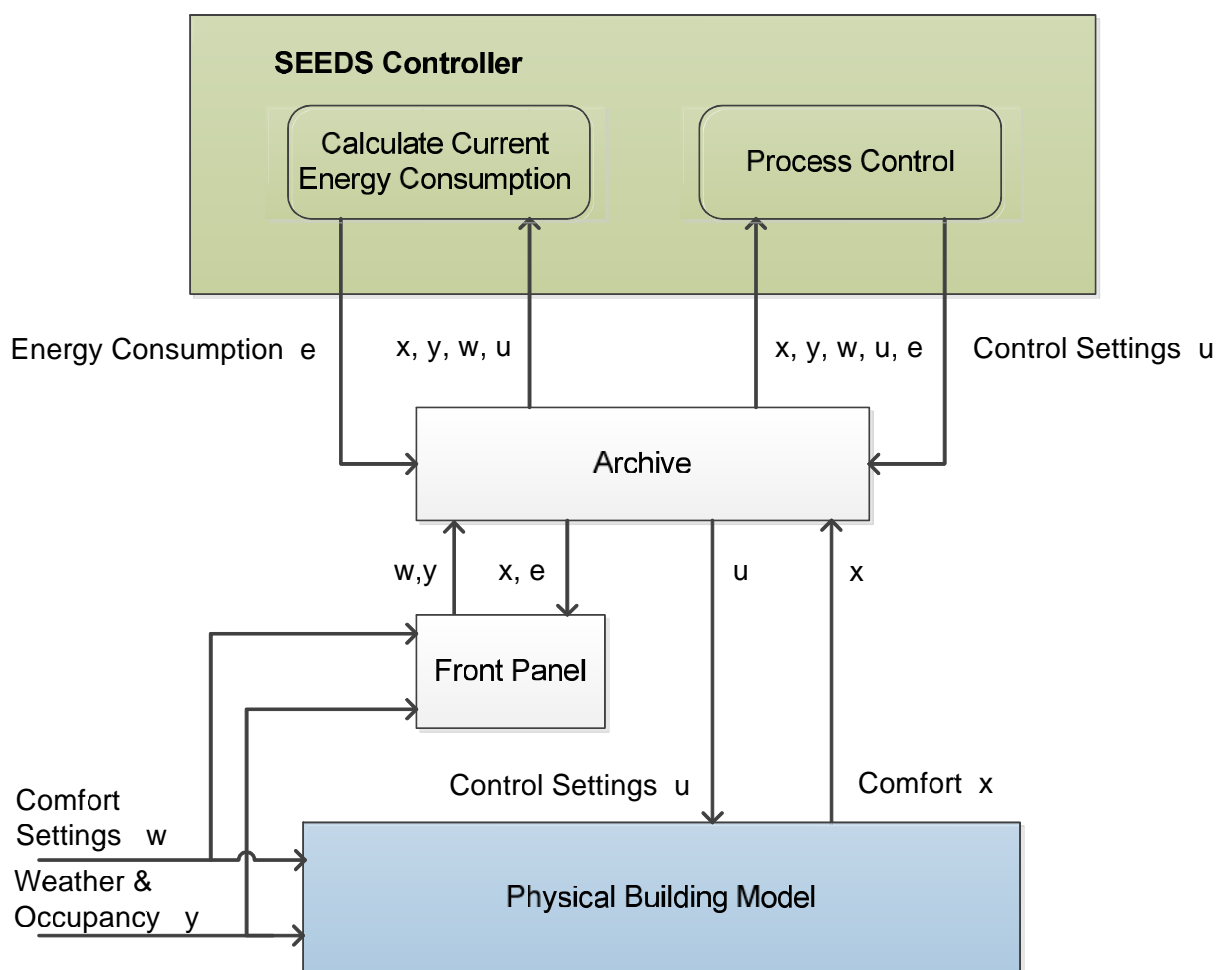 SEEDS Controller
Calculate Current
Energy Consumption
Process Control
Energy Consumption e
x, y, w, u
x, y, w, u, e
Control Settings u
Archive
w,y
x, e
u
x
Front Panel
Control Settings u
Comfort x
Comfort
Settings w
Weather &
Occupancy y
Physical Building Model